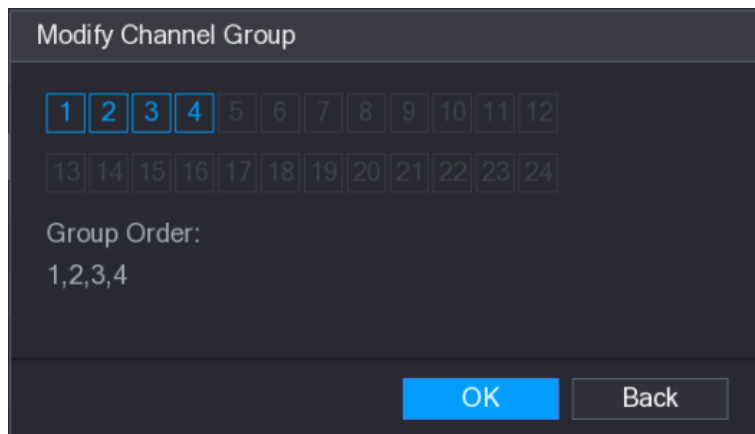 Modify Channel Group
1 2 3 4 5 6 7 8 9 10 11 12
13 14 15 16 17 18 19 20 21 22 23 24
Group Order:
1,2,3,4
OK Back